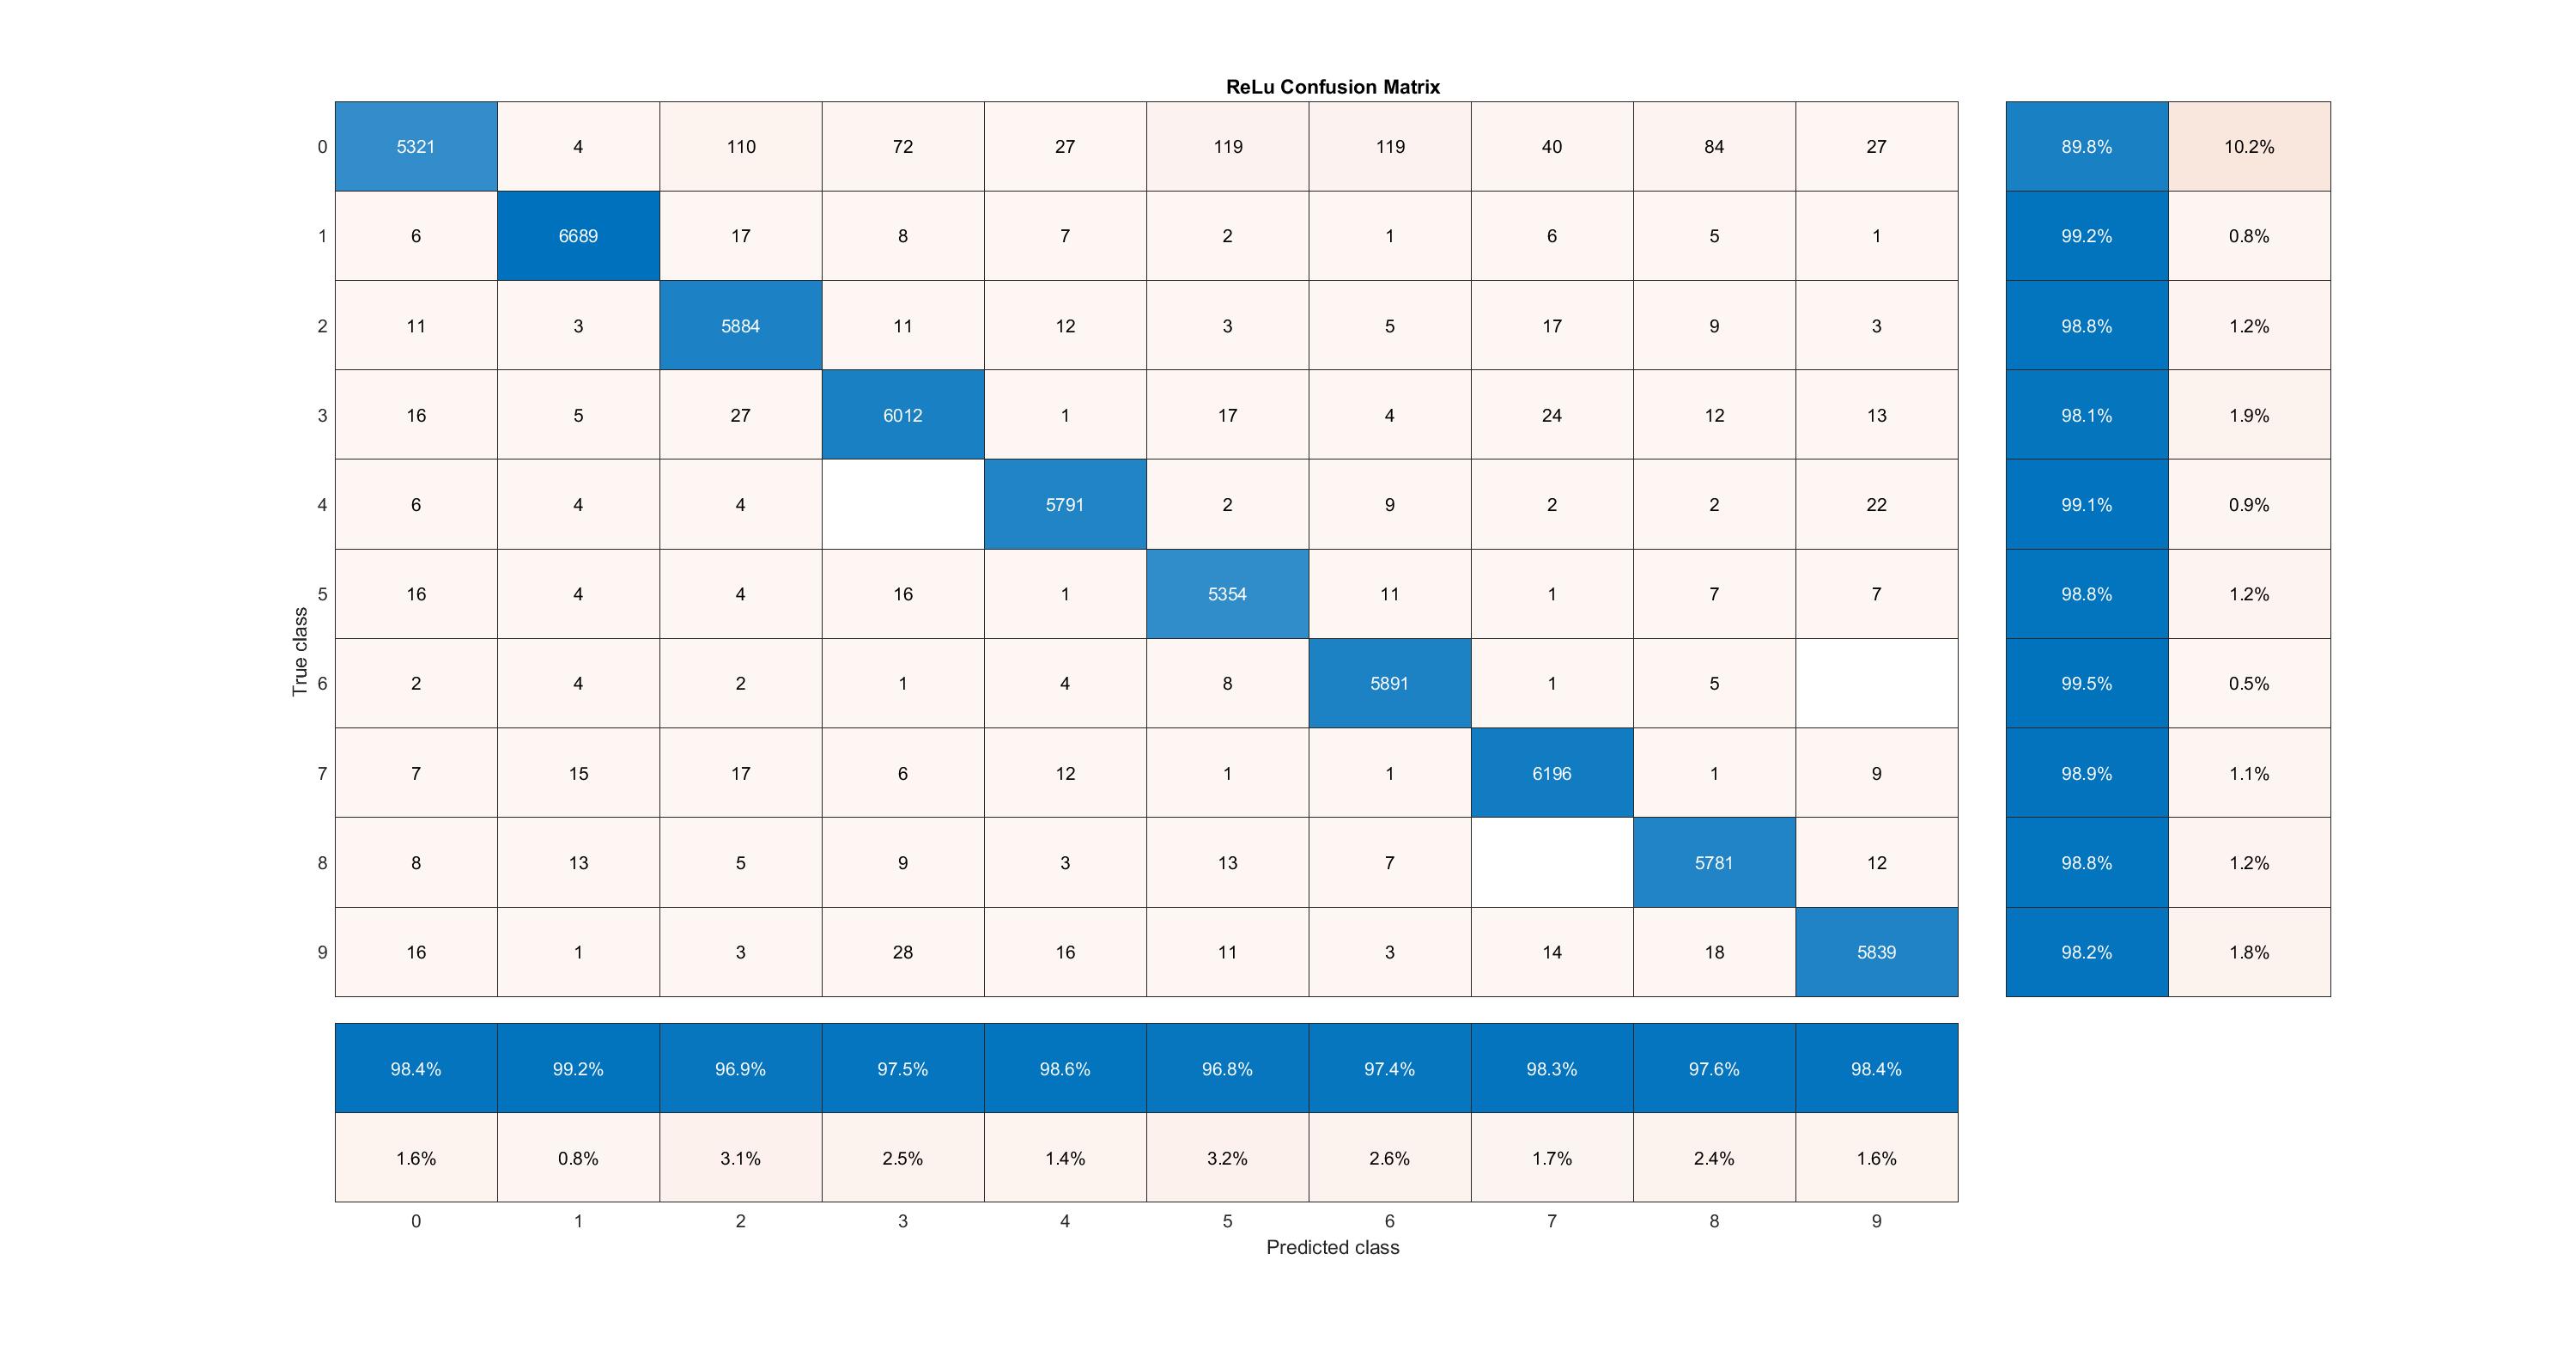 ReLu Confusion Matrix
0 5321 4 110 72 27 119 119 40 84 27 89.8% 10.2%
1 6 6689 17 8 7 2 1 6 5 1 99.2% 0.8%
2 11 3 5884 11 12 3 5 17 9 3 98.8% 1.2%
3 16 5 27 6012 1 17 4 24 12 13 98.1% 1.9%
4 6 4 4 5791 2 9 2 2 22 99.1% 0.9%
5 16 4 4 16 1 5354 11 1 7 7 98.8% 1.2%
True class
6 2 4 2 1 4 8 5891 1 5 99.5% 0.5%
7 7 15 17 6 12 1 1 6196 1 9 98.9% 1.1%
8 8 13 5 9 3 13 7 5781 12 98.8% 1.2%
9 16 1 3 28 16 11 3 14 18 5839 98.2% 1.8%
98.4% 99.2% 96.9% 97.5% 98.6% 96.8% 97.4% 98.3% 97.6% 98.4%
1.6% 0.8% 3.1% 2.5% 1.4% 3.2% 2.6% 1.7% 2.4% 1.6%
0 1 2 3 4 5 6 7 8 9
Predicted class